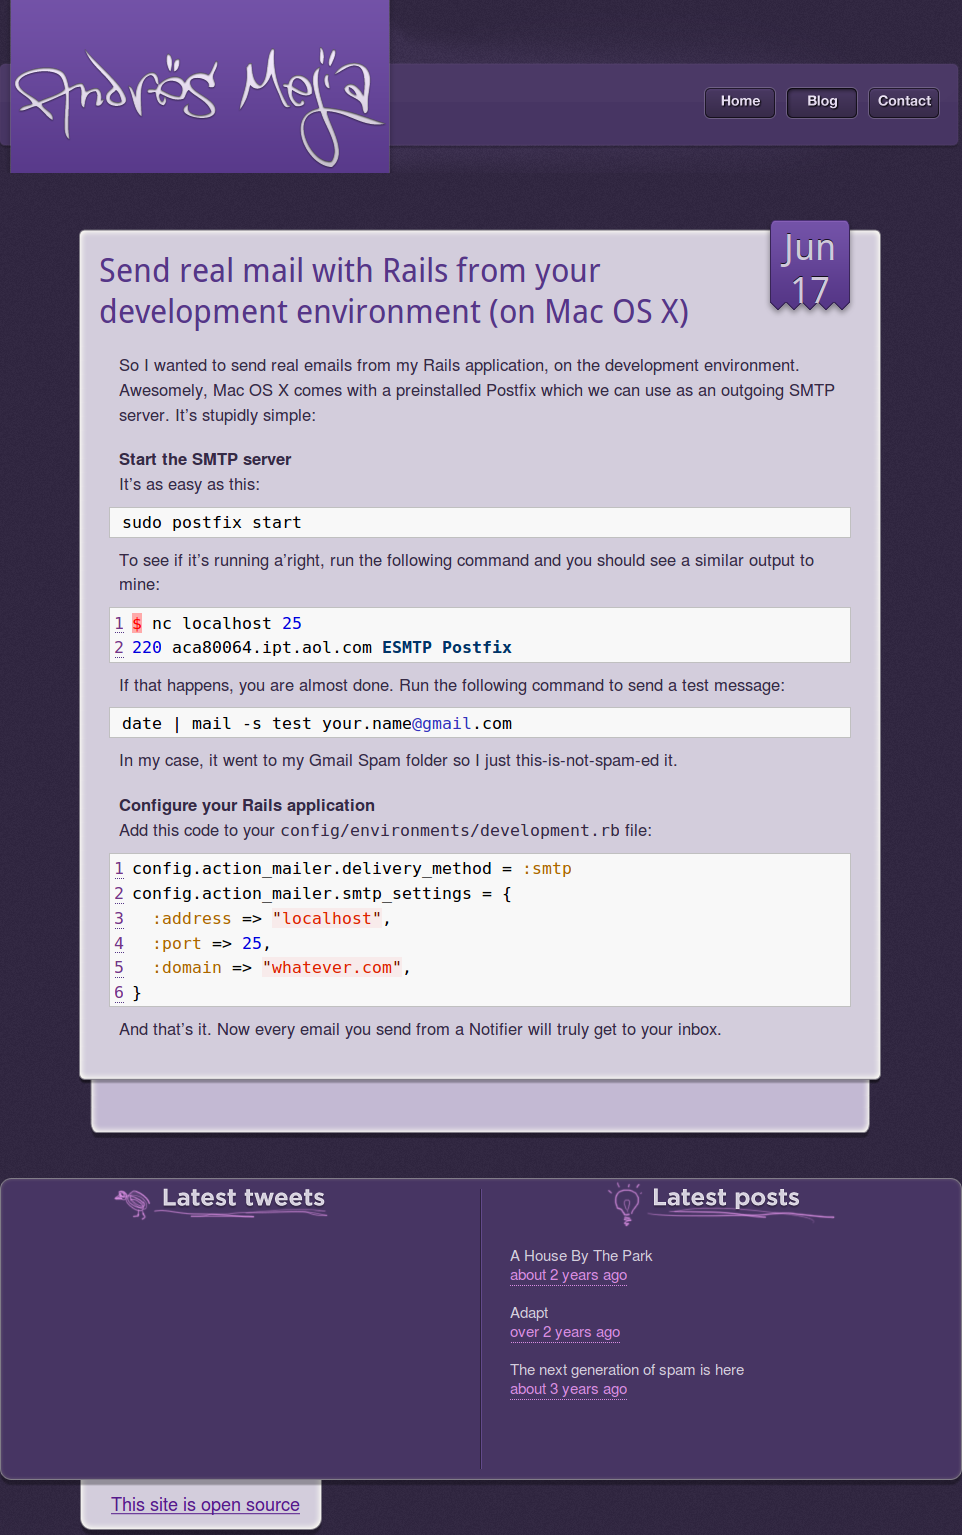 Andrés Mejía
Home
Blog
Contact
Jun
17
Send real mail with Rails from your
development environment (on Mac OS X)
So I wanted to send real emails from my Rails application, on the development environment.
Awesomely, Mac OS X comes with a preinstalled Postfix which we can use as an outgoing SMTP
server. It’s stupidly simple:
Start the SMTP server
It’s as easy as this:
sudo postfix start
To see if it’s running a’right, run the following command and you should see a similar output to
mine:
1 $ nc localhost 25
2 220 aca80064.ipt.aol.com ESMTP Postfix
If that happens, you are almost done. Run the following command to send a test message:
date | mail -s test your.name@gmail.com
In my case, it went to my Gmail Spam folder so I just this-is-not-spam-ed it.
Configure your Rails application
Add this code to your config/environments/development.rb file:
1 config.action_mailer.delivery_method = :smtp
2 config.action_mailer.smtp_settings = {
3   :address => "localhost",
4   :port => 25,
5   :domain => "whatever.com",
6 }
And that’s it. Now every email you send from a Notifier will truly get to your inbox.
Latest tweets
Latest posts
A House By The Park
about 2 years ago
Adapt
over 2 years ago
The next generation of spam is here
about 3 years ago
This site is open source